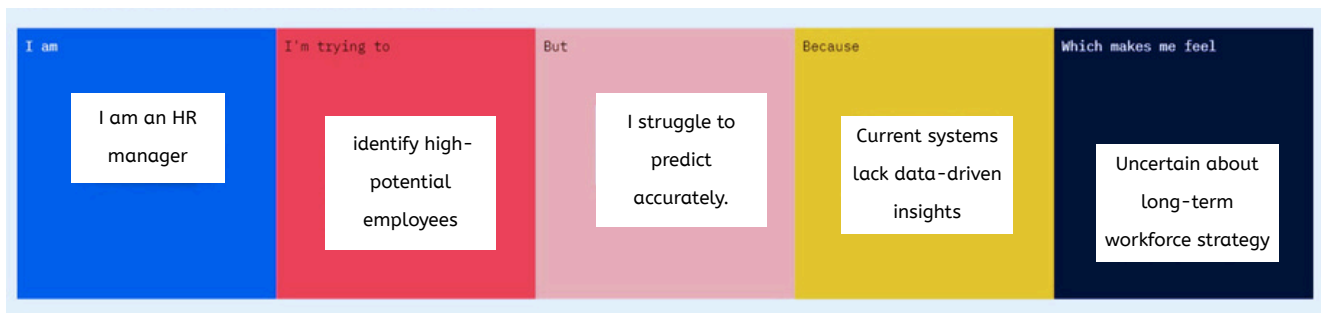 I am
I am an HR
manager
I'm trying to
identify high-
potential
employees
But
I struggle to
predict
accurately.
Because
Current systems
lack data-driven
insights
Which makes me feel
Uncertain about
long-term
workforce strategy